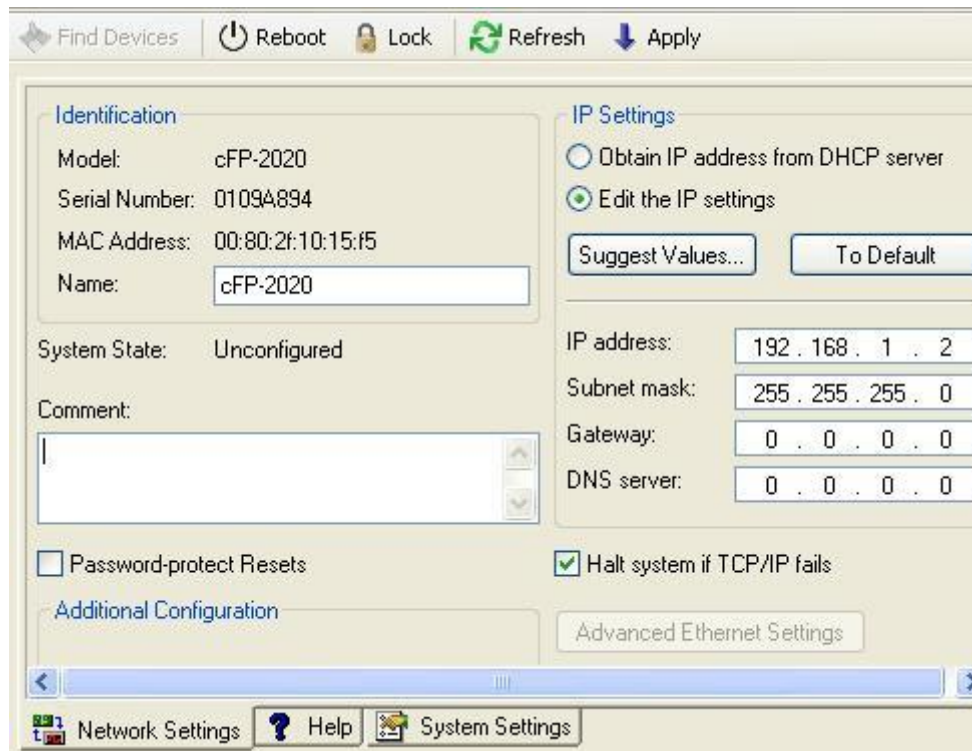 Find Devices Reboot Lock Refresh Apply
Identification
Model: cFP-2020
Serial Number: 0109A894
MAC Address: 00:80:2f:10:15:f5
Name: cFP-2020
System State: Unconfigured
Comment:
Password-protect Resets
Additional Configuration
IP Settings
Obtain IP address from DHCP server
Edit the IP settings
Suggest Values... To Default
IP address: 192 . 168 . 1 . 2
Subnet mask: 255 . 255 . 255 . 0
Gateway: 0 . 0 . 0 . 0
DNS server: 0 . 0 . 0 . 0
Halt system if TCP/IP fails
Advanced Ethernet Settings
Network Settings Help System Settings